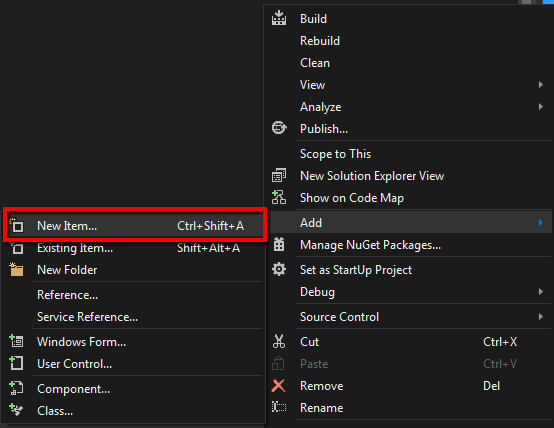 Build
Rebuild
Clean
View
Analyze
Publish...
Scope to This
New Solution Explorer View
Show on Code Map
Add
Manage NuGet Packages...
Set as StartUp Project
Debug
Source Control
Cut Ctrl+X
Paste Ctrl+V
Remove Del
Rename
New Item... Ctrl+Shift+A
Existing Item... Shift+Alt+A
New Folder
Reference...
Service Reference...
Windows Form...
User Control...
Component...
Class...